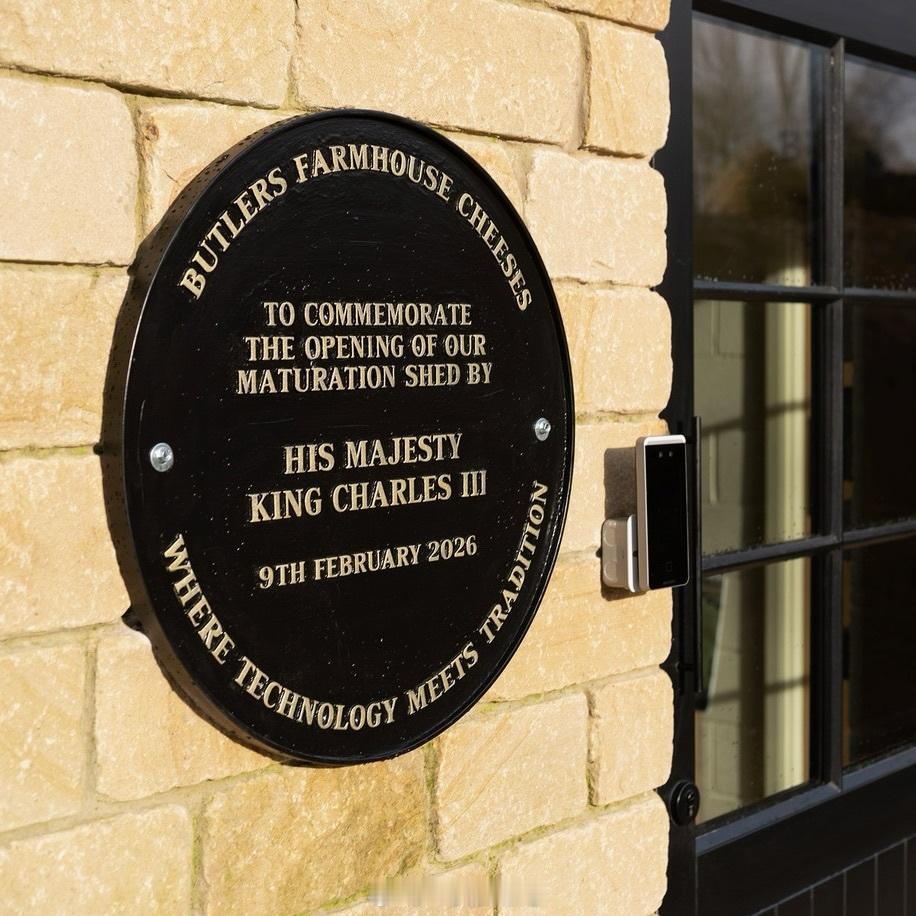 BUTLERS FARMHOUSE CHEESES
TO COMMEMORATE
THE OPENING OF OUR
MATURATION SHED BY
HIS MAJESTY
KING CHARLES III
9TH FEBRUARY 2026
WHERE TECHNOLOGY MEETS TRADITION